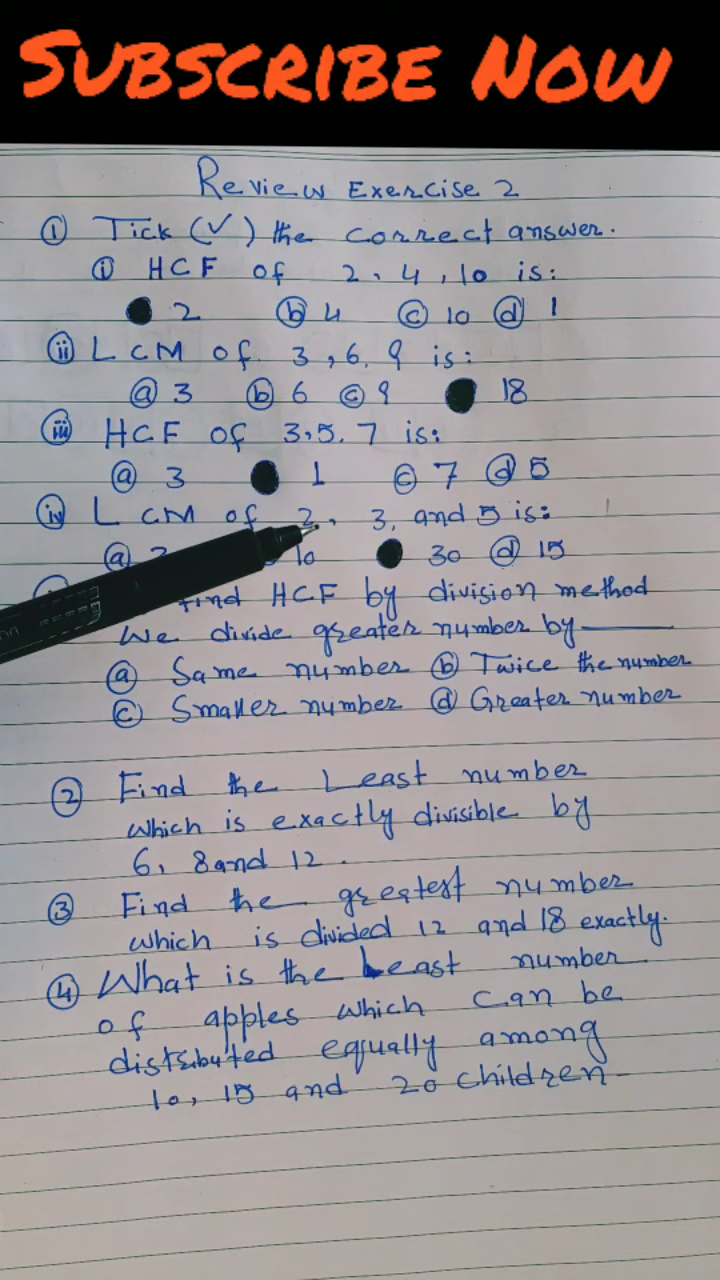 SUBSCRIBE NOW
Review Exercise 2
① Tick (✓) the correct answer.
ⓘ HCF of 2, 4, 10 is:
2 ⓑ 4 ⓒ 10 ⓓ 1
ⓘⓘ LCM of 3, 6, 9 is:
ⓐ 3 ⓑ 6 ⓒ 9 18
ⓘⓘⓘ HCF of 3, 5, 7 is:
ⓐ 3 1 ⓒ 7 ⓓ 5
ⓘⓥ LCM of 2, 3, and 5 is:
ⓐ 10 30 ⓓ 15
find HCF by division method
we divide greater number by ______
ⓐ Same number ⓑ Twice the number
ⓒ Smaller number ⓓ Greater number
② Find the Least number
which is exactly divisible by
6, 8 and 12.
③ Find the greatest number
which is divided 12 and 18 exactly.
④ What is the Least number
of apples which can be
distributed equally among
10, 15 and 20 children